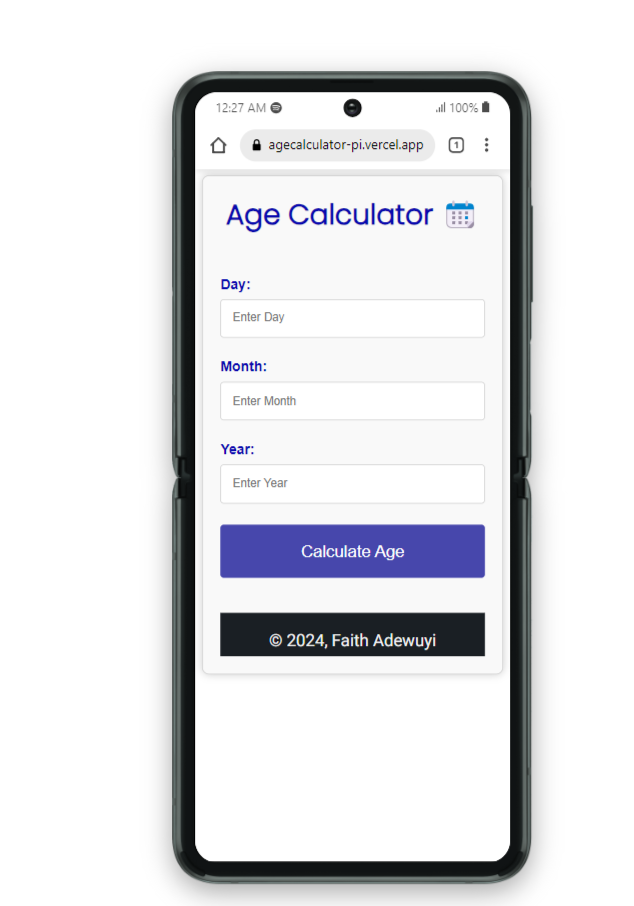 12:27 AM
100%
agecalculator-pi.vercel.app
1
Age Calculator
Day:
Enter Day
Month:
Enter Month
Year:
Enter Year
Calculate Age
© 2024, Faith Adewuyi